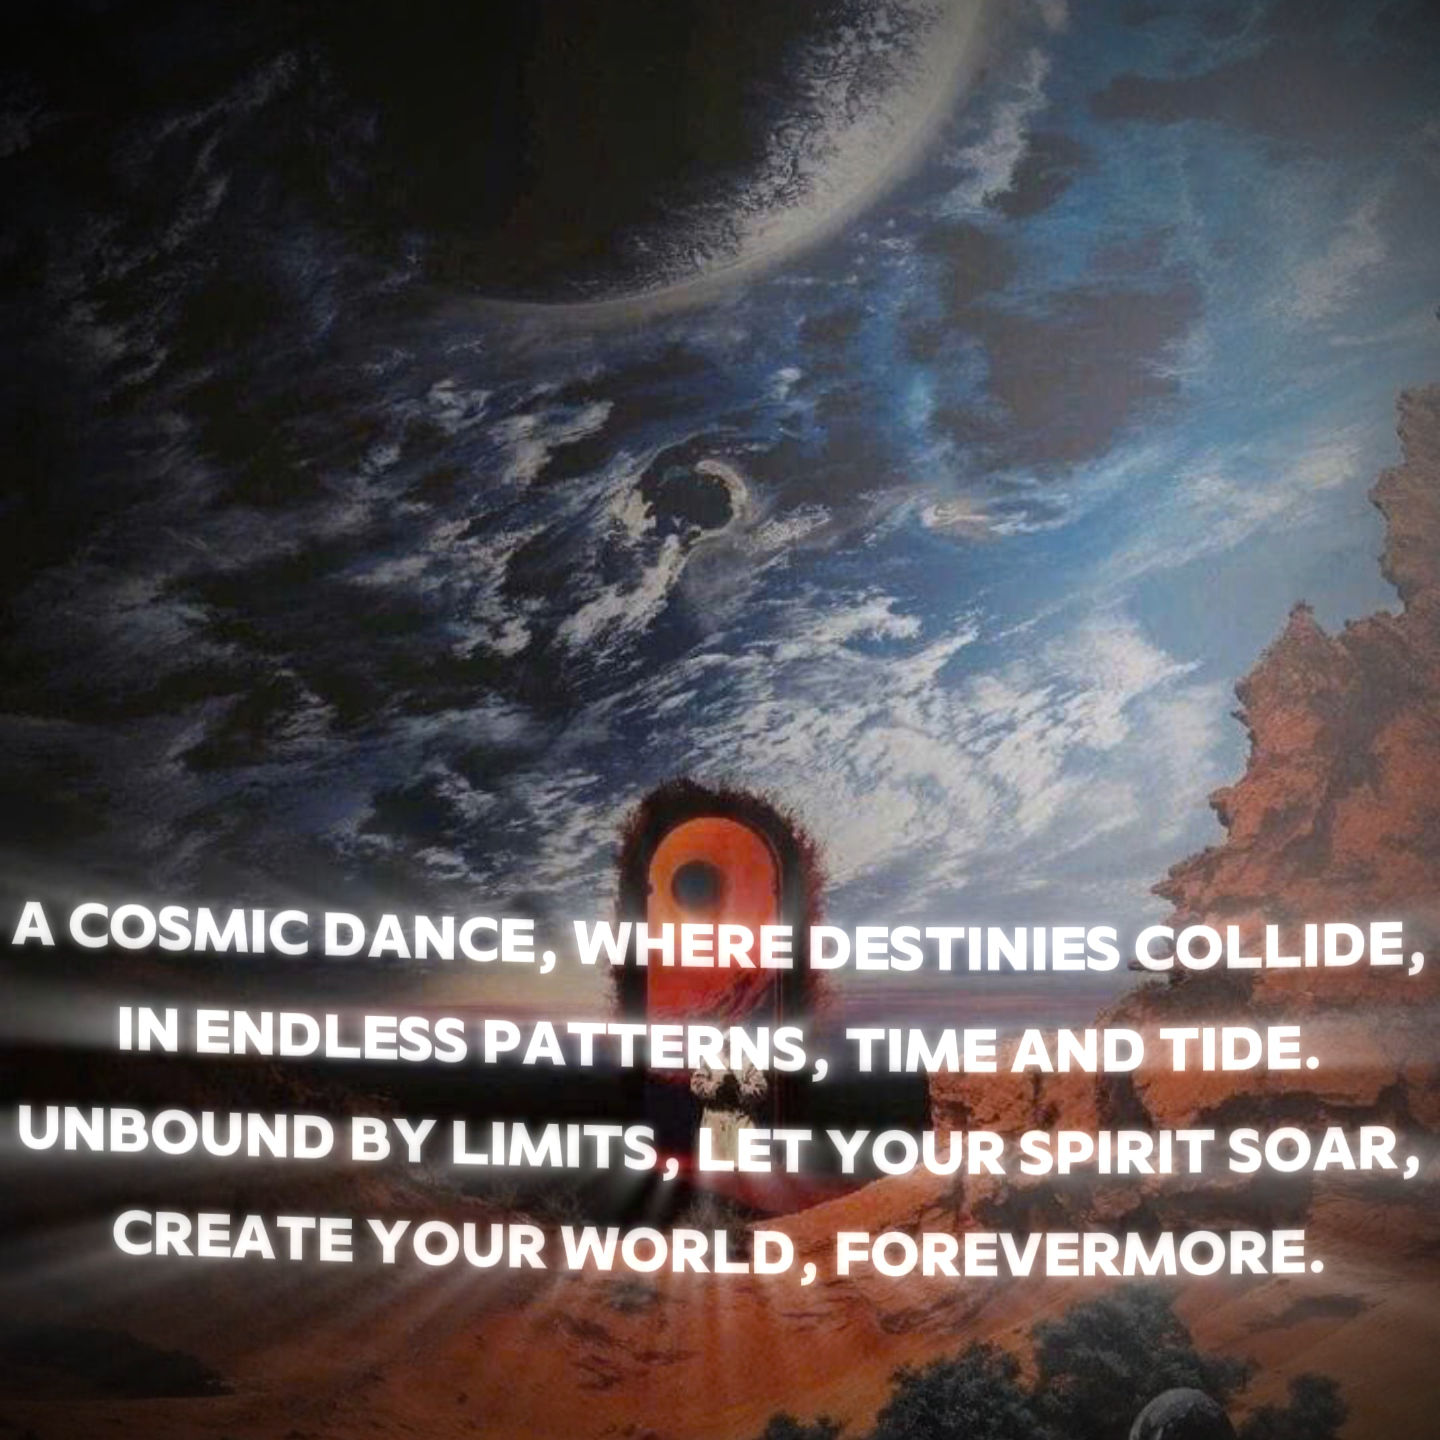 A COSMIC DANCE, WHERE DESTINIES COLLIDE,
IN ENDLESS PATTERNS, TIME AND TIDE.
UNBOUND BY LIMITS, LET YOUR SPIRIT SOAR,
CREATE YOUR WORLD, FOREVERMORE.